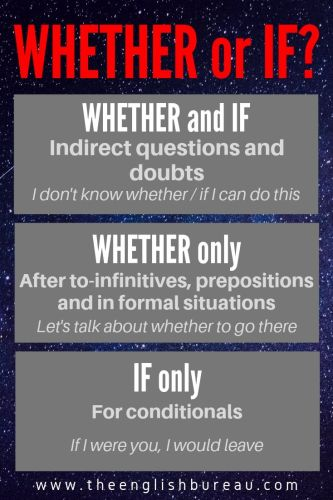 WHETHER or IF?
WHETHER and IF
Indirect questions and
doubts
I don't know whether / if I can do this
WHETHER only
After to-infinitives, prepositions
and in formal situations
Let's talk about whether to go there
IF only
For conditionals
If I were you, I would leave
www.theenglishbureau.com